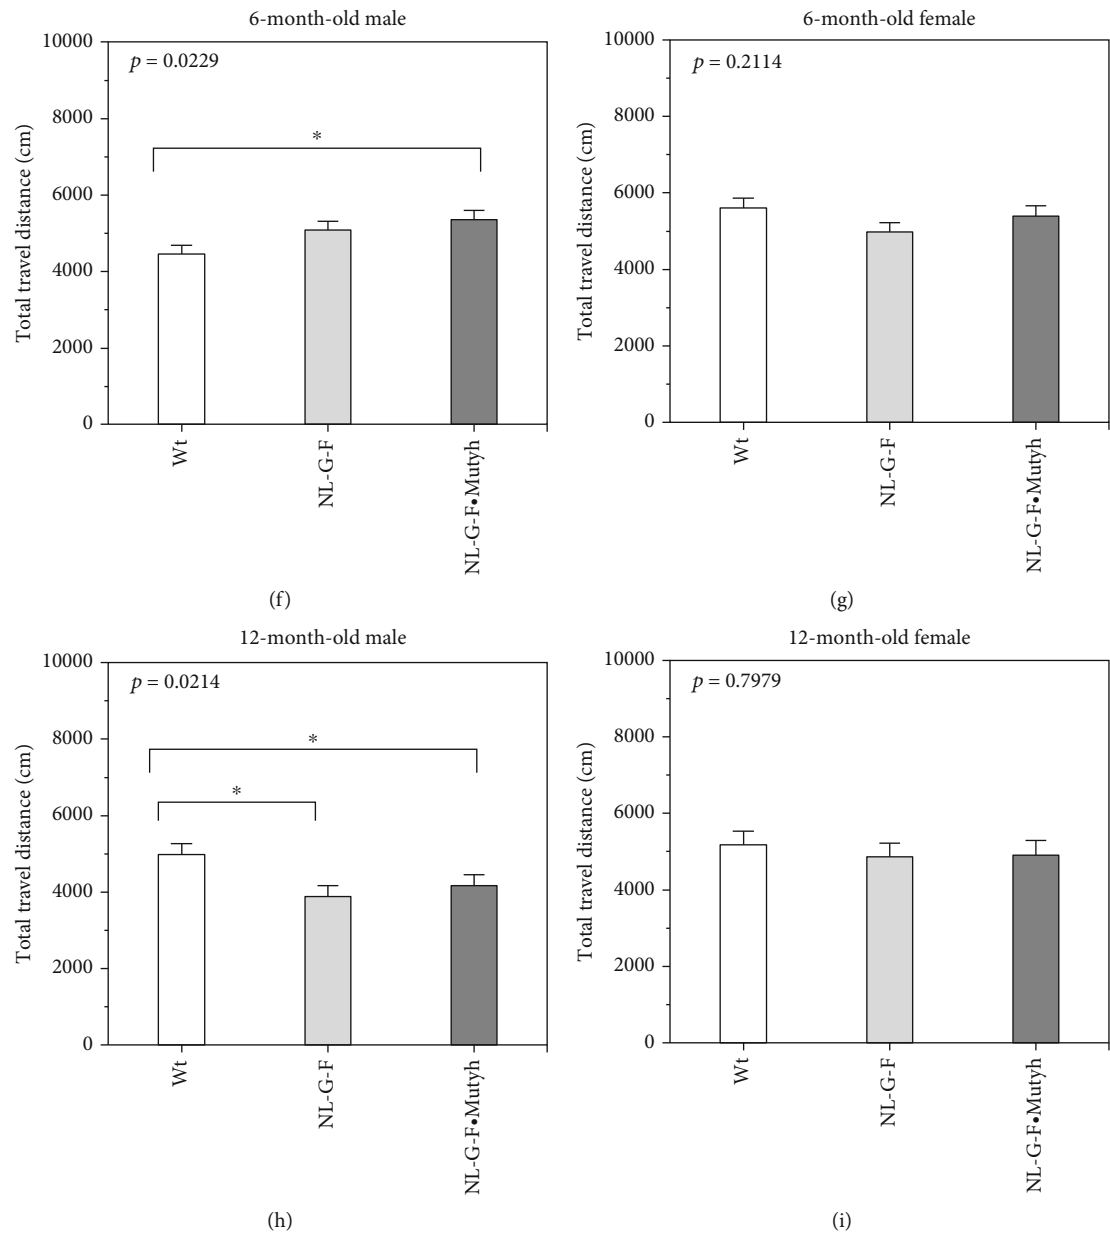 6-month-old male
p = 0.0229
*
Total travel distance (cm)
10000
8000
6000
4000
2000
0
Wt
NL-G-F
NL-G-F•Mutyh
(f)
6-month-old female
p = 0.2114
Total travel distance (cm)
10000
8000
6000
4000
2000
0
Wt
NL-G-F
NL-G-F•Mutyh
(g)
12-month-old male
p = 0.0214
*
*
Total travel distance (cm)
10000
8000
6000
4000
2000
0
Wt
NL-G-F
NL-G-F•Mutyh
(h)
12-month-old female
p = 0.7979
Total travel distance (cm)
10000
8000
6000
4000
2000
0
Wt
NL-G-F
NL-G-F•Mutyh
(i)